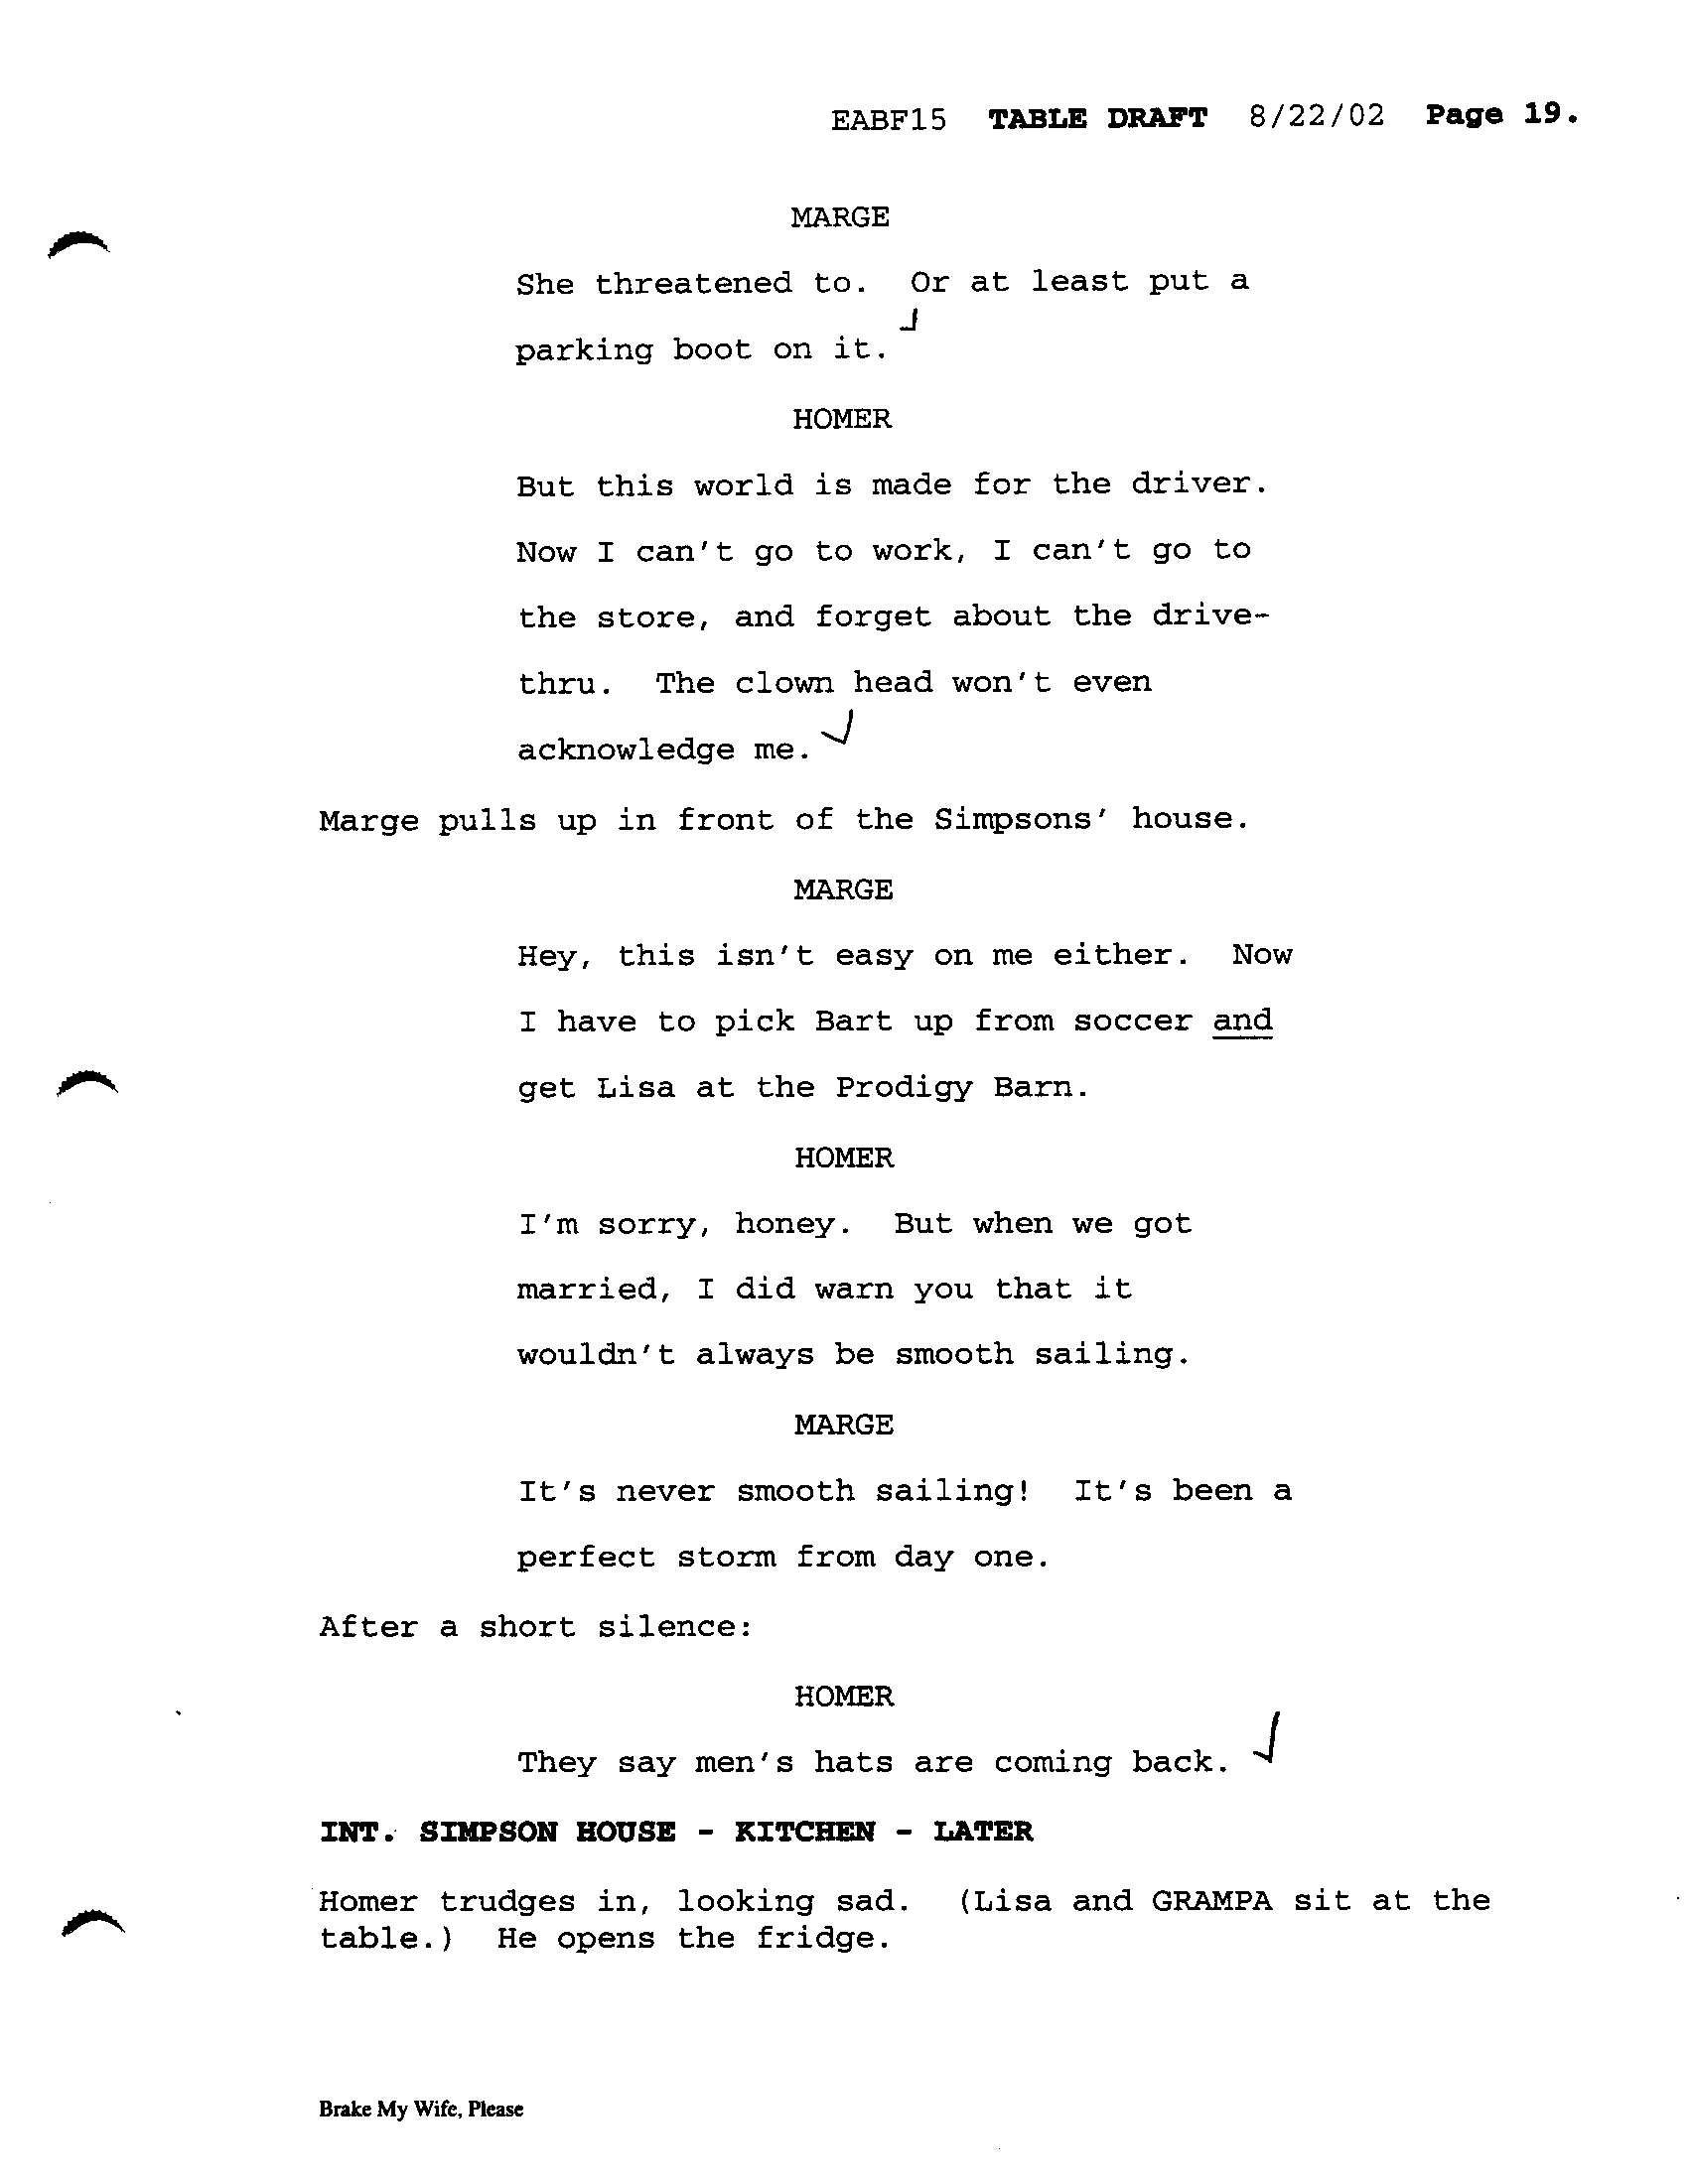 EABF15 TABLE DRAFT 8/22/02 Page 19.
MARGE
She threatened to. Or at least put a
parking boot on it.
HOMER
But this world is made for the driver.
Now I can't go to work, I can't go to
the store, and forget about the drive-
thru. The clown head won't even
acknowledge me.
Marge pulls up in front of the Simpsons' house.
MARGE
Hey, this isn't easy on me either. Now
I have to pick Bart up from soccer and
get Lisa at the Prodigy Barn.
HOMER
I'm sorry, honey. But when we got
married, I did warn you that it
wouldn't always be smooth sailing.
MARGE
It's never smooth sailing! It's been a
perfect storm from day one.
After a short silence:
HOMER
They say men's hats are coming back.
INT. SIMPSON HOUSE - KITCHEN - LATER
Homer trudges in, looking sad. (Lisa and GRAMPA sit at the
table.) He opens the fridge.
Brake My Wife, Please